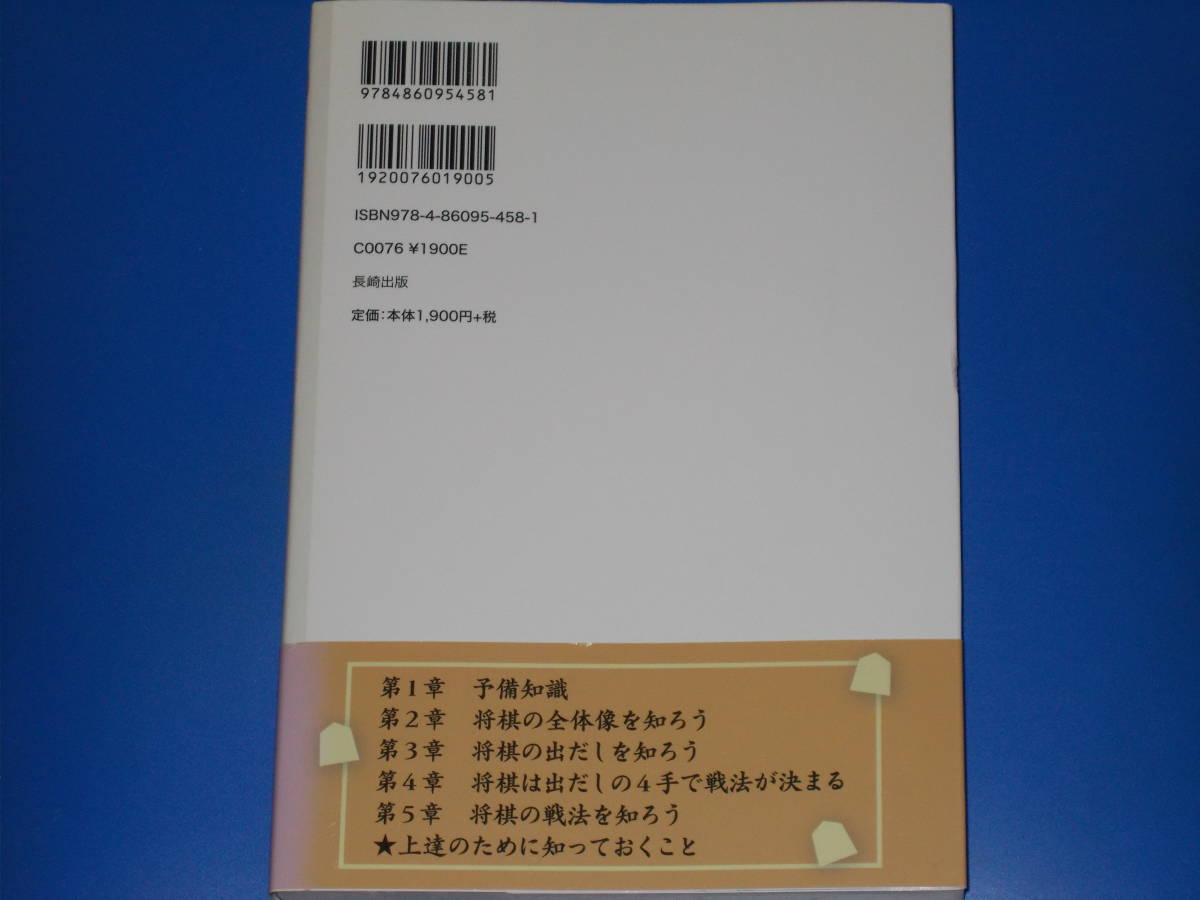 9784860954581
1920076019005
ISBN978-4-86095-458-1
C0076 ¥1900E
長崎出版
定価:本体1,900円+税
第1章 予備知識
第2章 将棋の全体像を知ろう
第3章 将棋の出だしを知ろう
第4章 将棋は出だしの4手で戦法が決まる
第5章 将棋の戦法を知ろう
★上達のために知っておくこと